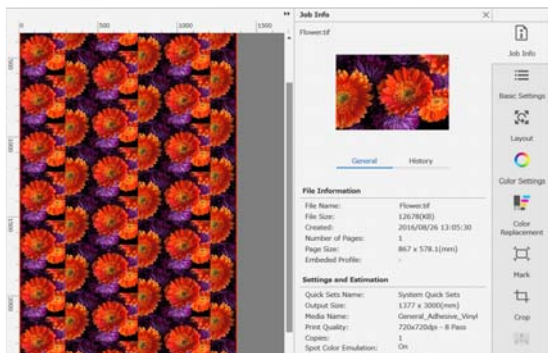 0 500 1000 1500
500
1000
1500
2000
Job Info
Flower.tif
General History
File Information
File Name: Flower.tif
File Size: 12678(KB)
Created: 2016/08/26 13:05:30
Number of Pages: 1
Page Size: 867 x 578.1(mm)
Embeded Profile: -
Settings and Estimation
Quick Sets Name: System Quick Sets
Output Size: 1377 x 3000(mm)
Media Name: General_Adhesive_Vinyl
Print Quality: 720x720dpi - 8 Pass
Copies: 1
Spot Color Emulation: On
Job Info
Basic Settings
Layout
Color Settings
Color
Replacement
Mark
Crop